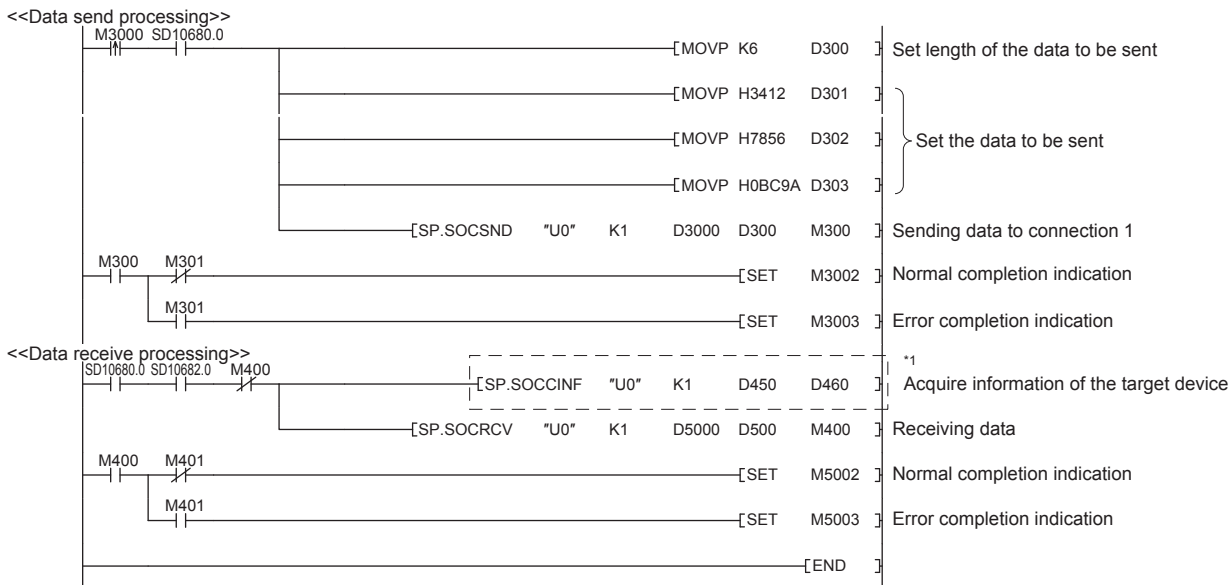 <<Data send processing>>
M3000 SD10680.0
MOVP K6 D300 Set length of the data to be sent
MOVP H3412 D301
MOVP H7856 D302
Set the data to be sent
MOVP H0BC9A D303
SP.SOCSND "U0" K1 D3000 D300 M300 Sending data to connection 1
M300 M301
SET M3002 Normal completion indication
M301
SET M3003 Error completion indication
<<Data receive processing>>
SD10680.0 SD10682.0 M400
*1
SP.SOCCINF "U0" K1 D450 D460 Acquire information of the target device
SP.SOCRCV "U0" K1 D5000 D500 M400 Receiving data
M400 M401
SET M5002 Normal completion indication
M401
SET M5003 Error completion indication
END